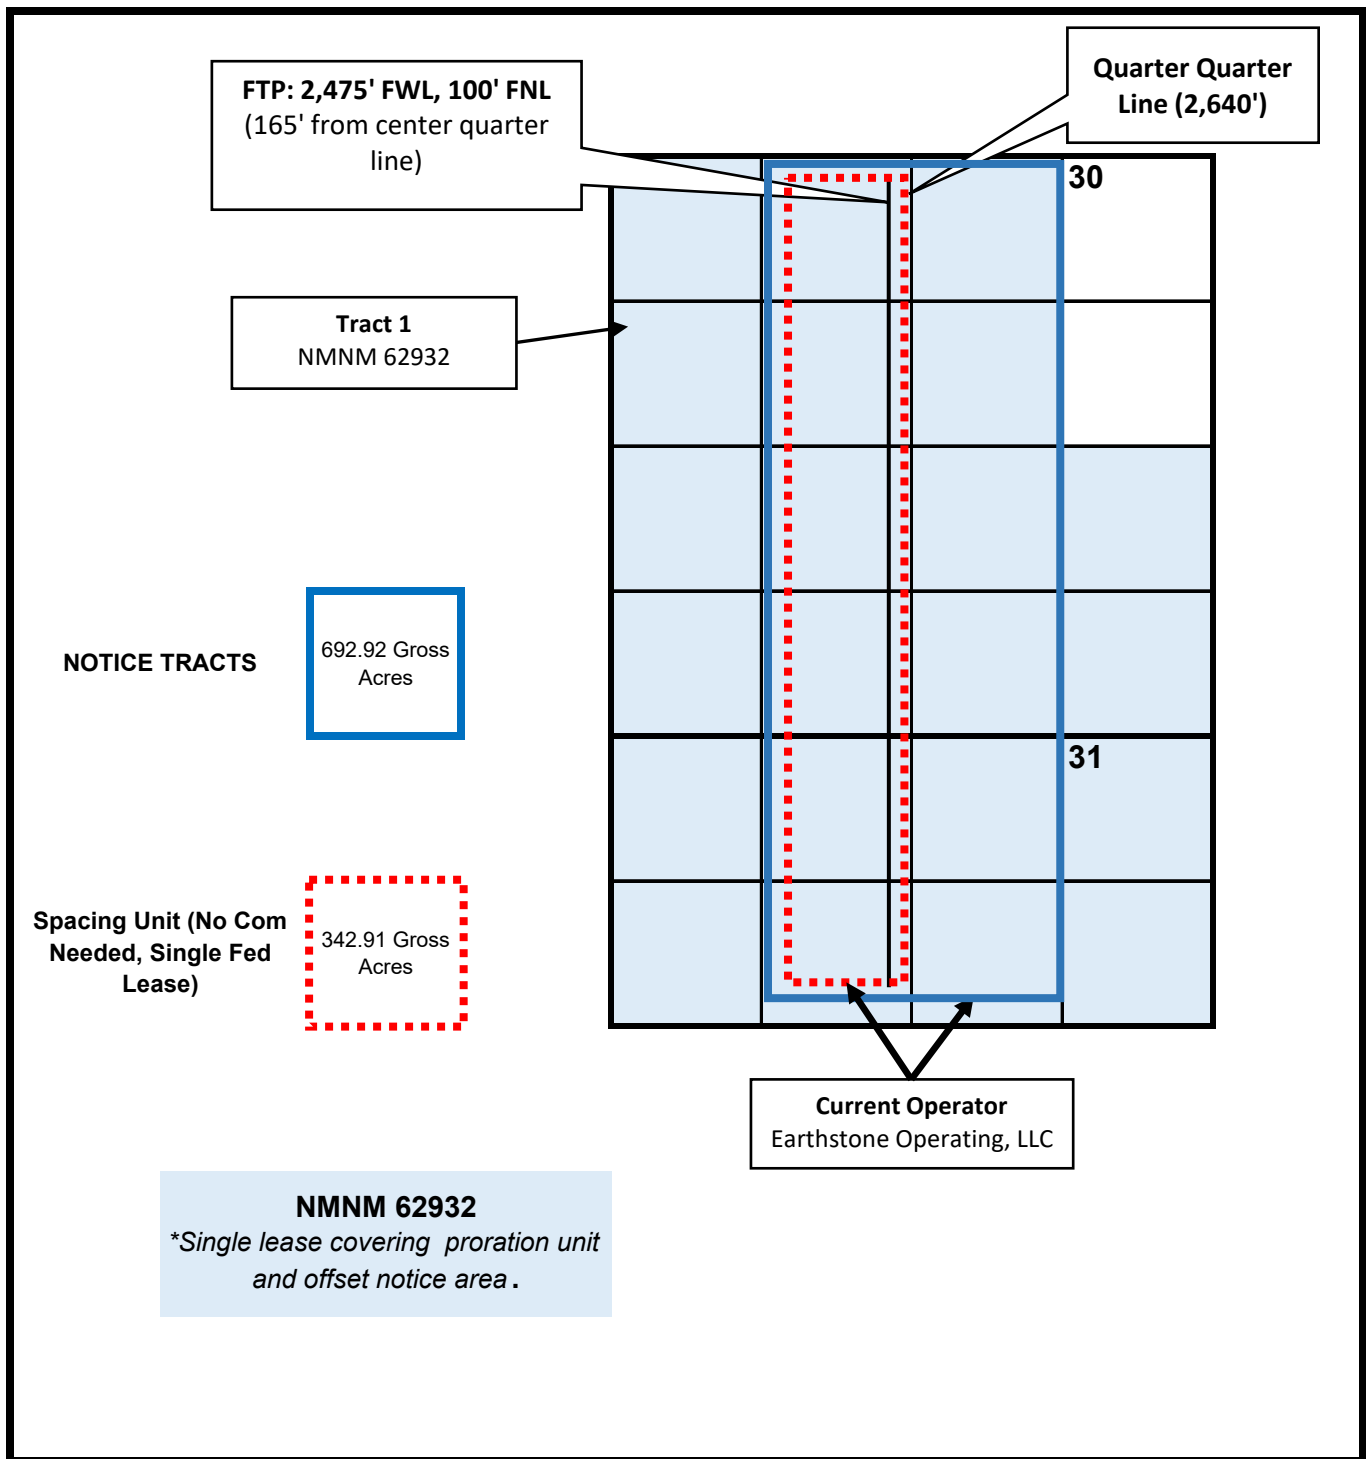 FTP: 2,475' FWL, 100' FNL
(165' from center quarter
line)
Quarter Quarter
Line (2,640')
30
Tract 1
NMNM 62932
NOTICE TRACTS
692.92 Gross
Acres
31
Spacing Unit (No Com
Needed, Single Fed
Lease)
342.91 Gross
Acres
Current Operator
Earthstone Operating, LLC
NMNM 62932
*Single lease covering proration unit
and offset notice area.